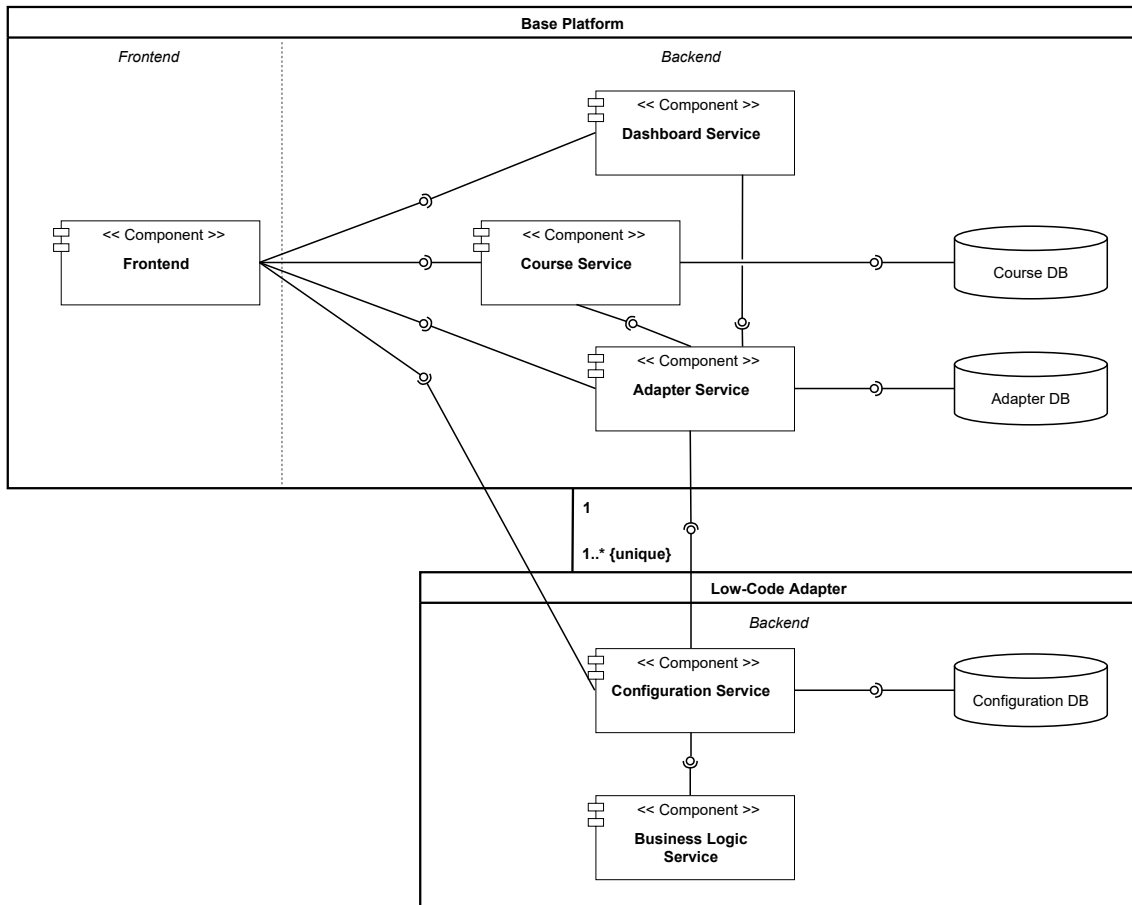 Base Platform
Frontend
Backend
<< Component >>
Dashboard Service
<< Component >>
Frontend
<< Component >>
Course Service
Course DB
<< Component >>
Adapter Service
Adapter DB
1
1..* {unique}
Low-Code Adapter
Backend
<< Component >>
Configuration Service
Configuration DB
<< Component >>
Business Logic
Service